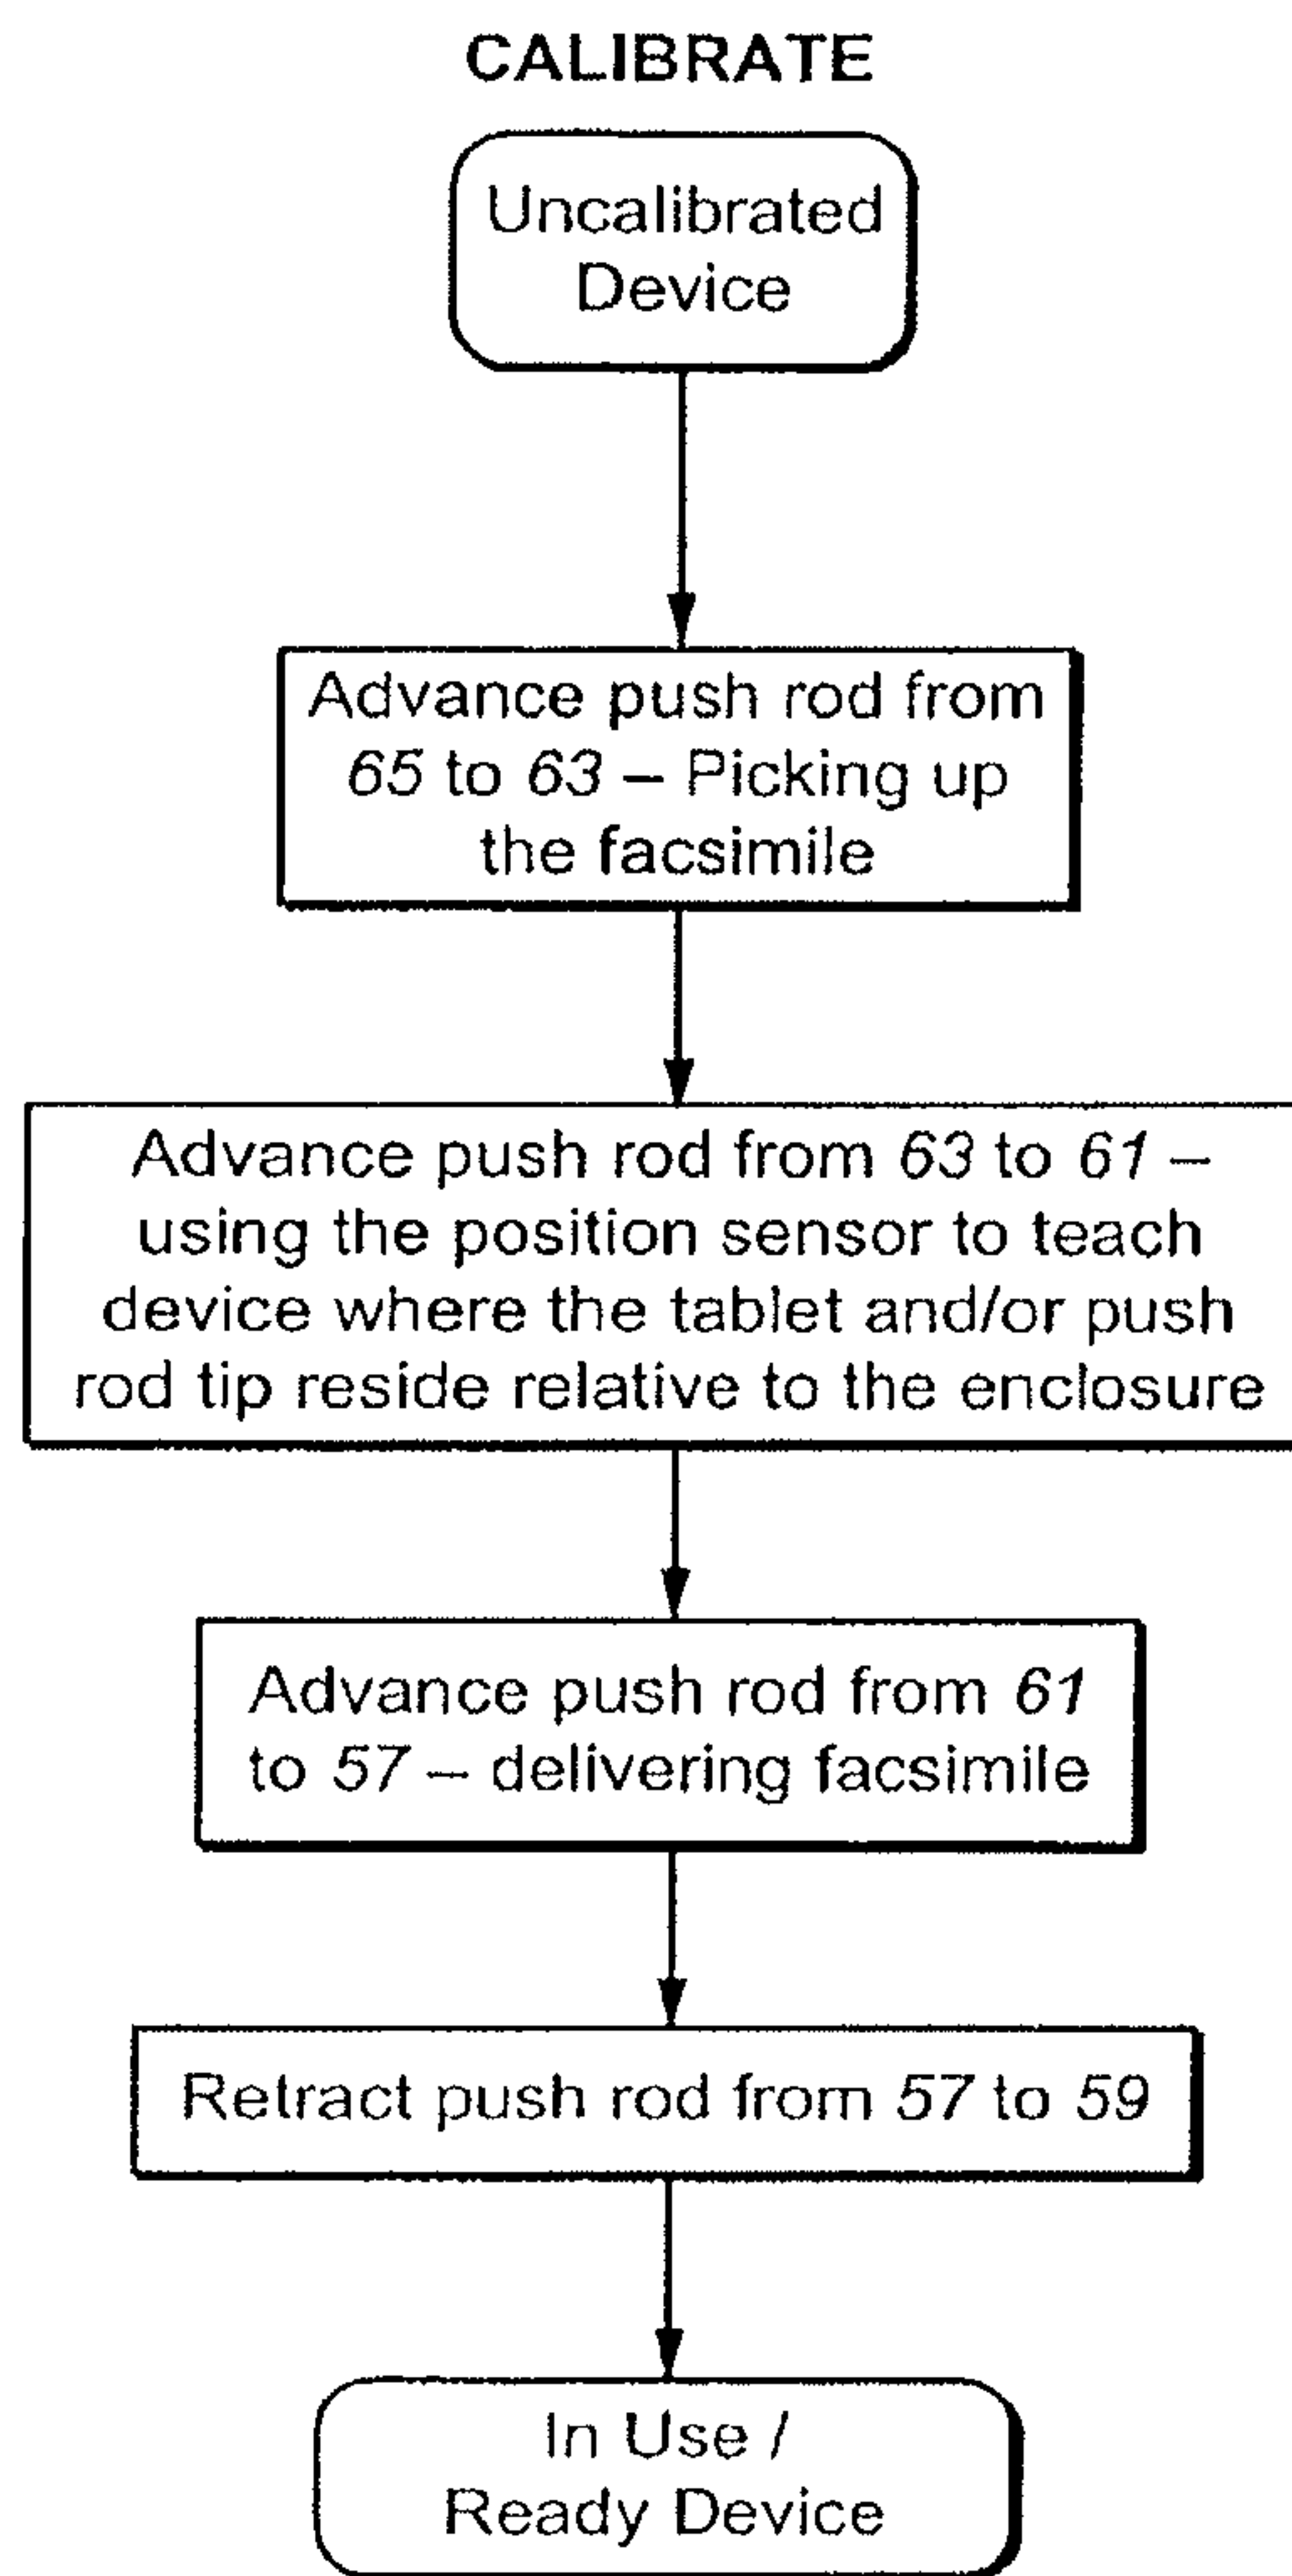 CALIBRATE
Uncalibrated
Device
Advance push rod from
65 to 63 – Picking up
the facsimile
Advance push rod from 63 to 61 –
using the position sensor to teach
device where the tablet and/or push
rod tip reside relative to the enclosure
Advance push rod from 61
to 57 – delivering facsimile
Retract push rod from 57 to 59
In Use /
Ready Device